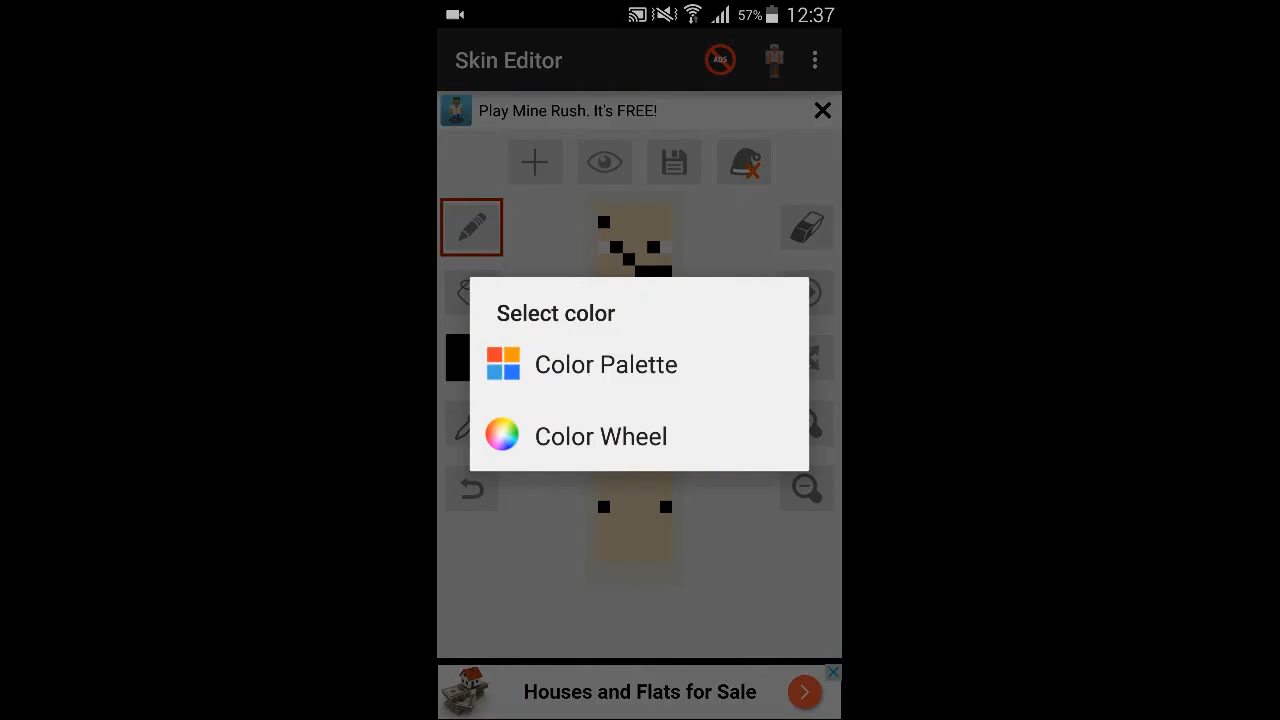 57% 12:37
Skin Editor
ADS
Play Mine Rush. It's FREE!
Select color
Color Palette
Color Wheel
Houses and Flats for Sale